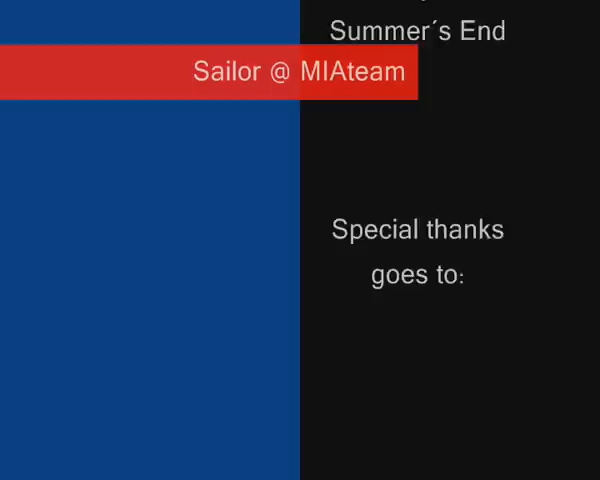 Summer´s End
Sailor @ MIAteam
Special thanks
goes to: